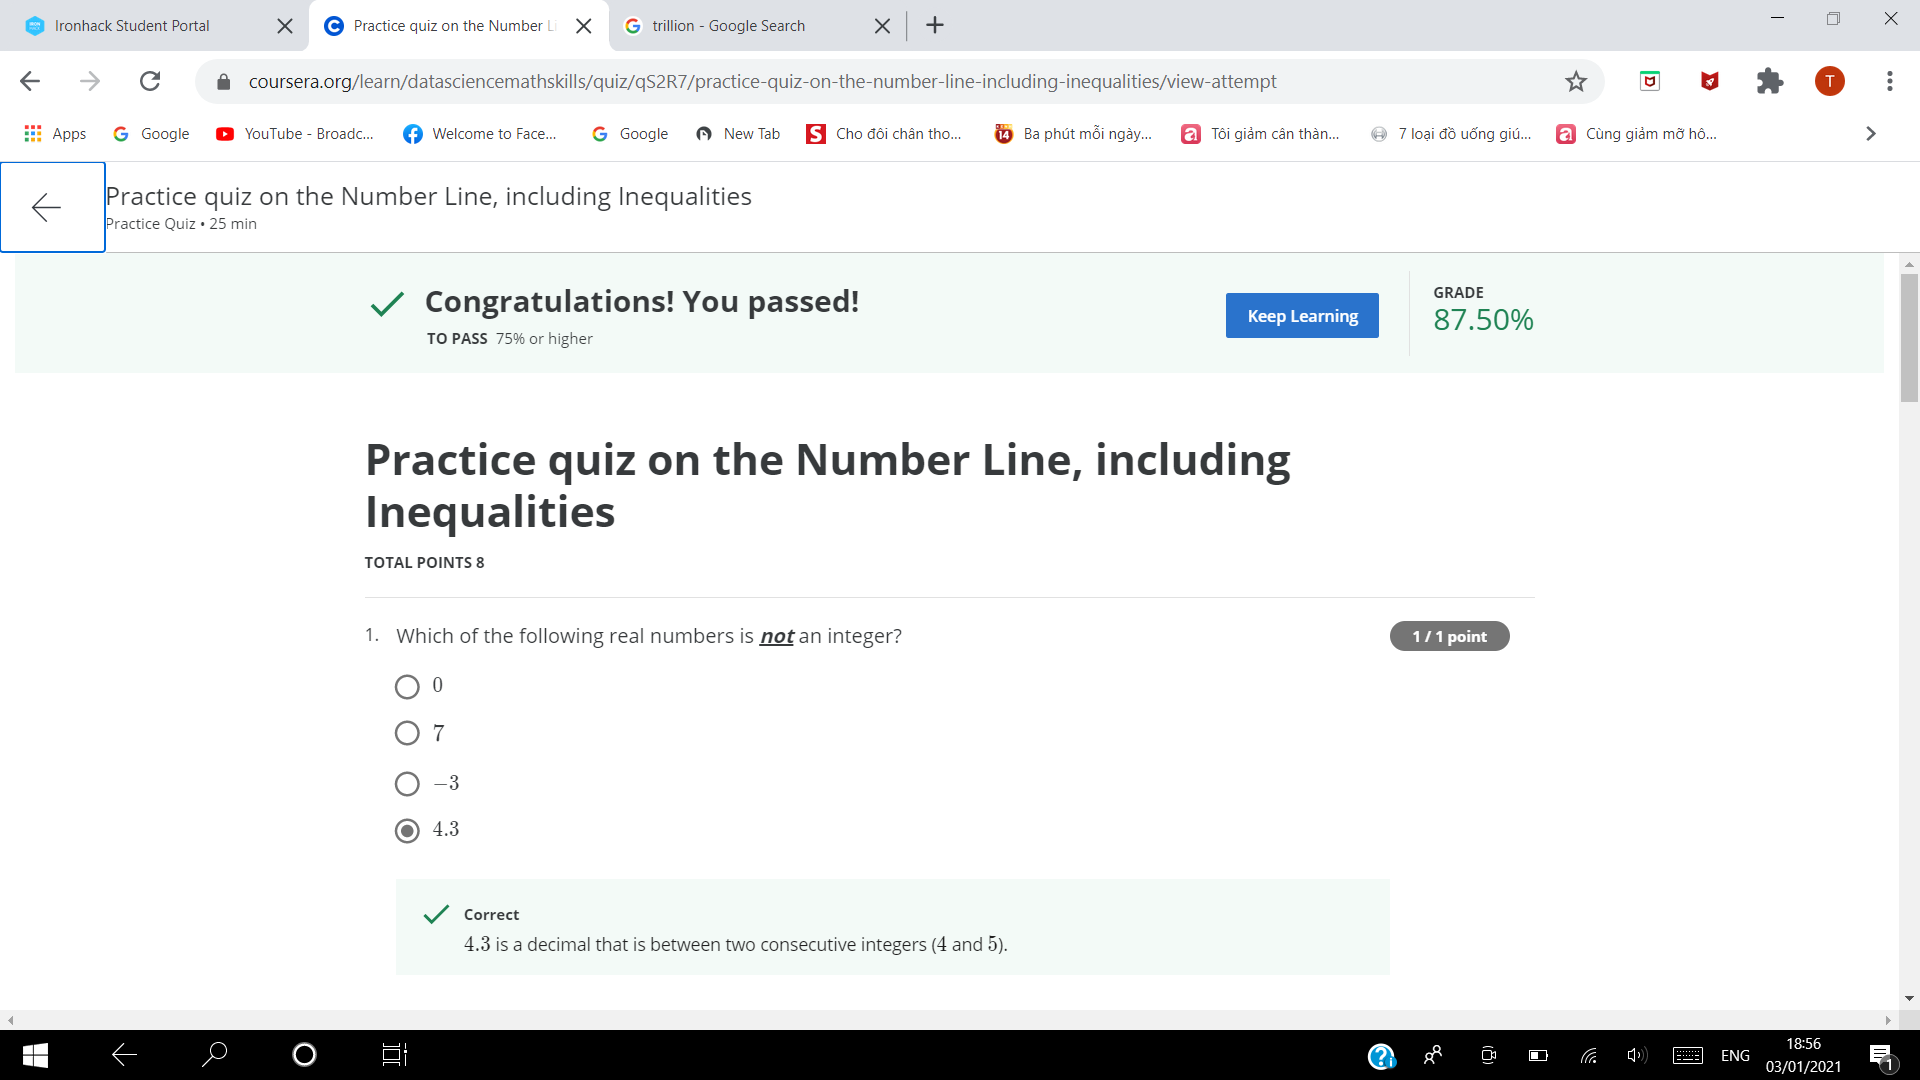 Ironhack Student Portal
Practice quiz on the Number Li
trillion - Google Search
coursera.org/learn/datasciencemathskills/quiz/qS2R7/practice-quiz-on-the-number-line-including-inequalities/view-attempt
T
Apps
Google
YouTube - Broadc...
Welcome to Face...
Google
New Tab
S
Cho đôi chân tho...
14
Ba phút mỗi ngày...
a
Tôi giảm cân thàn...
7 loại đồ uống giú...
a
Cùng giảm mỡ hô...
Practice quiz on the Number Line, including Inequalities
Practice Quiz • 25 min
Congratulations! You passed!
TO PASS 75% or higher
Keep Learning
GRADE
87.50%
Practice quiz on the Number Line, including
Inequalities
TOTAL POINTS 8
1. Which of the following real numbers is not an integer?
1 / 1 point
0
7
−3
4.3
Correct
4.3 is a decimal that is between two consecutive integers (4 and 5).
ENG
18:56
03/01/2021
1